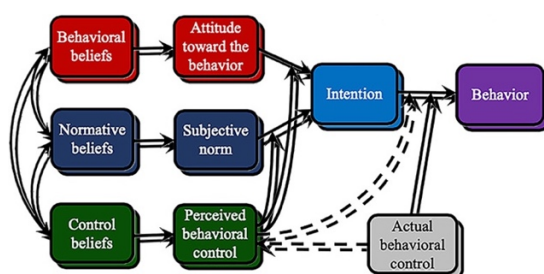 Behavioral
beliefs
Attitude
toward the
behavior
Intention
Behavior
Normative
beliefs
Subjective
norm
Control
beliefs
Perceived
behavioral
control
Actual
behavioral
control